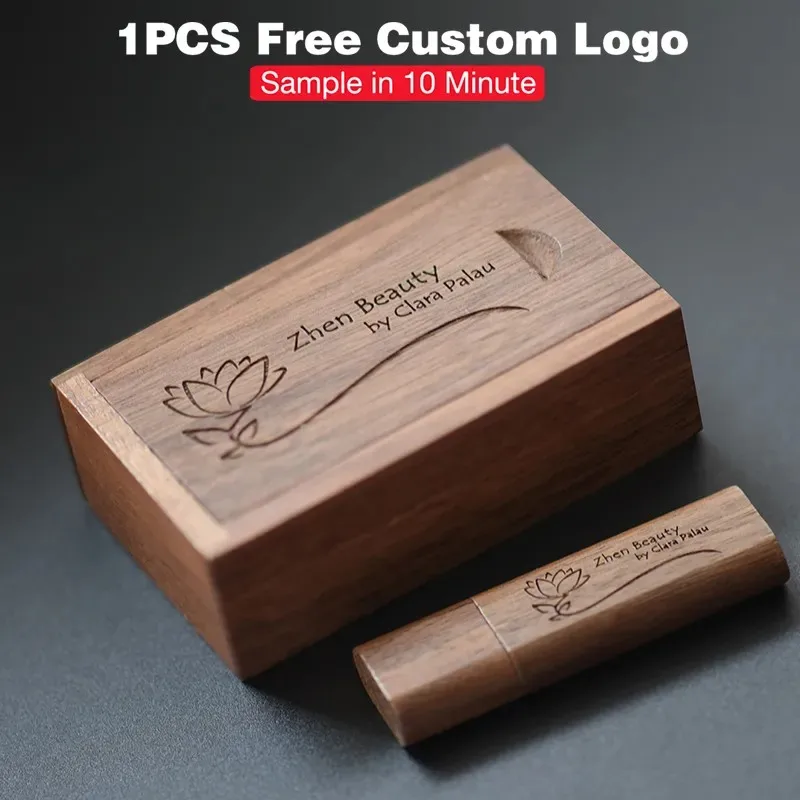 1PCS Free Custom Logo
Sample in 10 Minute
Zhen Beauty
by Clara Palau
Zhen Beauty
by Clara Palau